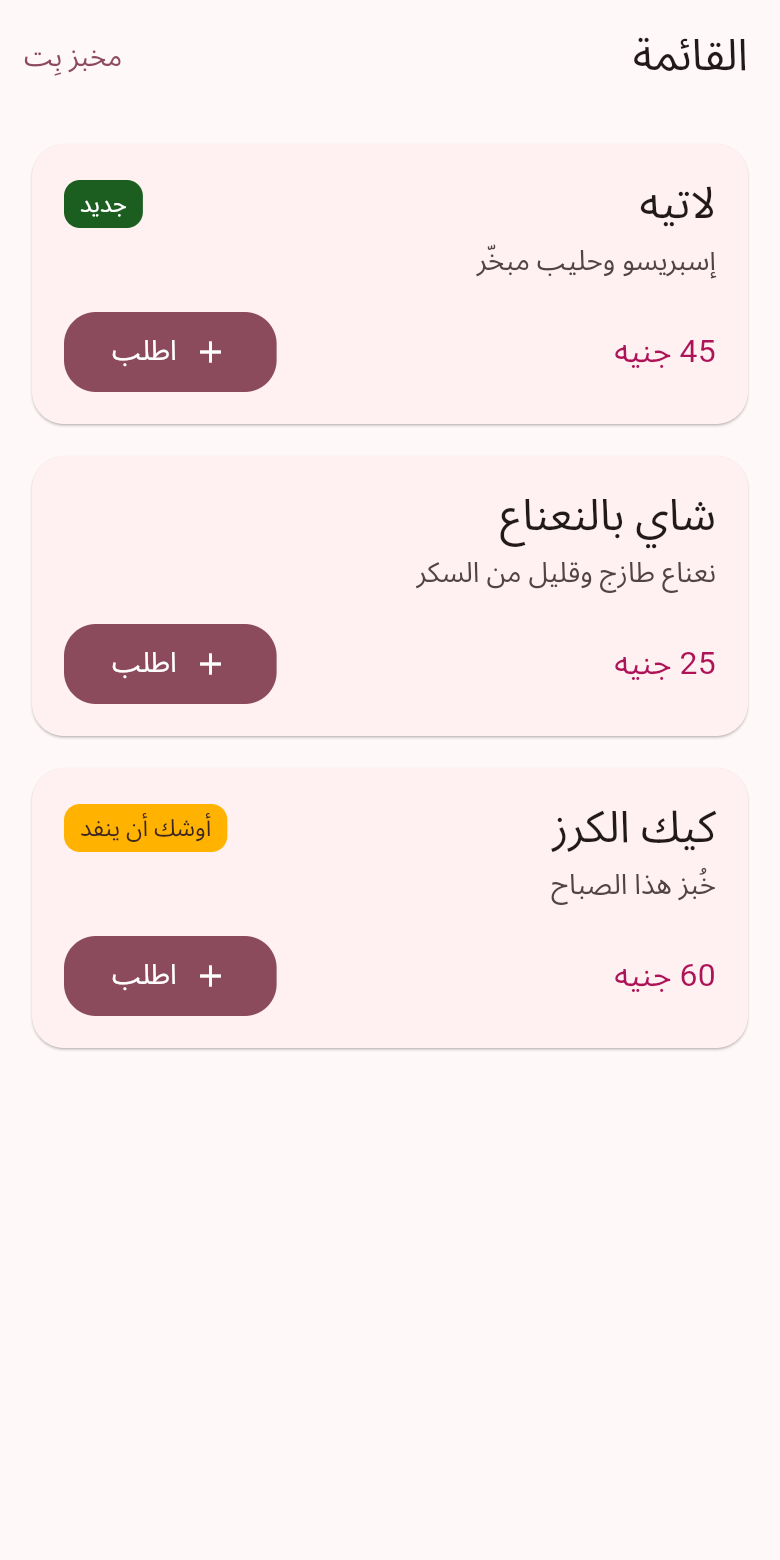 القائمة
مخبز بِت
لاتيه
جديد
إسبريسو وحليب مبخّر
45 جنيه
+ اطلب
شاي بالنعناع
نعناع طازج وقليل من السكر
25 جنيه
+ اطلب
كيك الكرز
أوشك أن ينفد
خُبز هذا الصباح
60 جنيه
+ اطلب